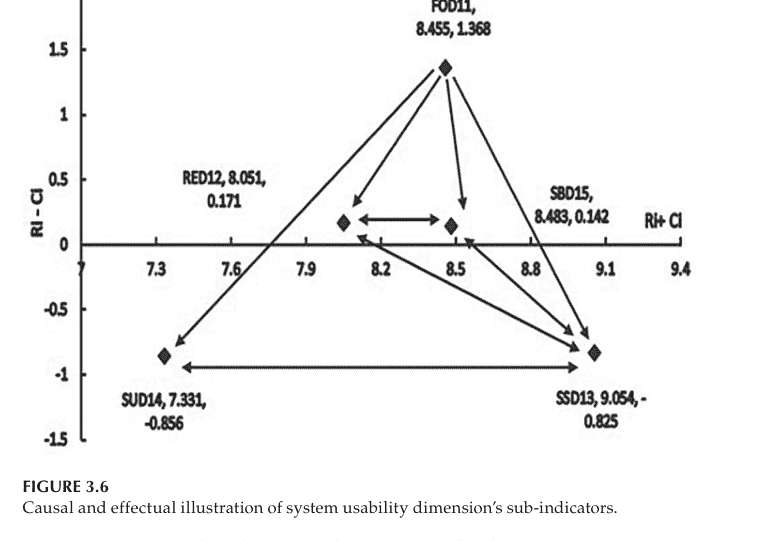 FOD11,
8.455, 1.368
1.5
1
RED12, 8.051,
0.171
0.5
SBD15,
8.483, 0.142
Ri+ Ci
Ri - Ci
0
7
7.3
7.6
7.9
8.2
8.5
8.8
9.1
9.4
-0.5
-1
SUD14, 7.331,
-0.856
SSD13, 9.054, -
0.825
-1.5
FIGURE 3.6
Causal and effectual illustration of system usability dimension's sub-indicators.